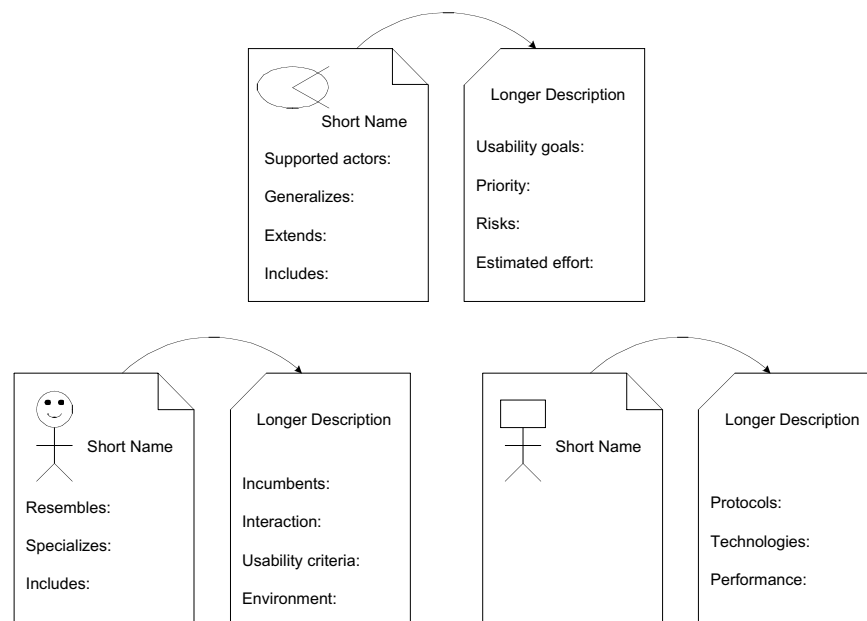 Short Name
Supported actors:
Generalizes:
Extends:
Includes:
Longer Description
Usability goals:
Priority:
Risks:
Estimated effort:
Short Name
Resembles:
Specializes:
Includes:
Longer Description
Incumbents:
Interaction:
Usability criteria:
Environment:
Short Name
Longer Description
Protocols:
Technologies:
Performance: